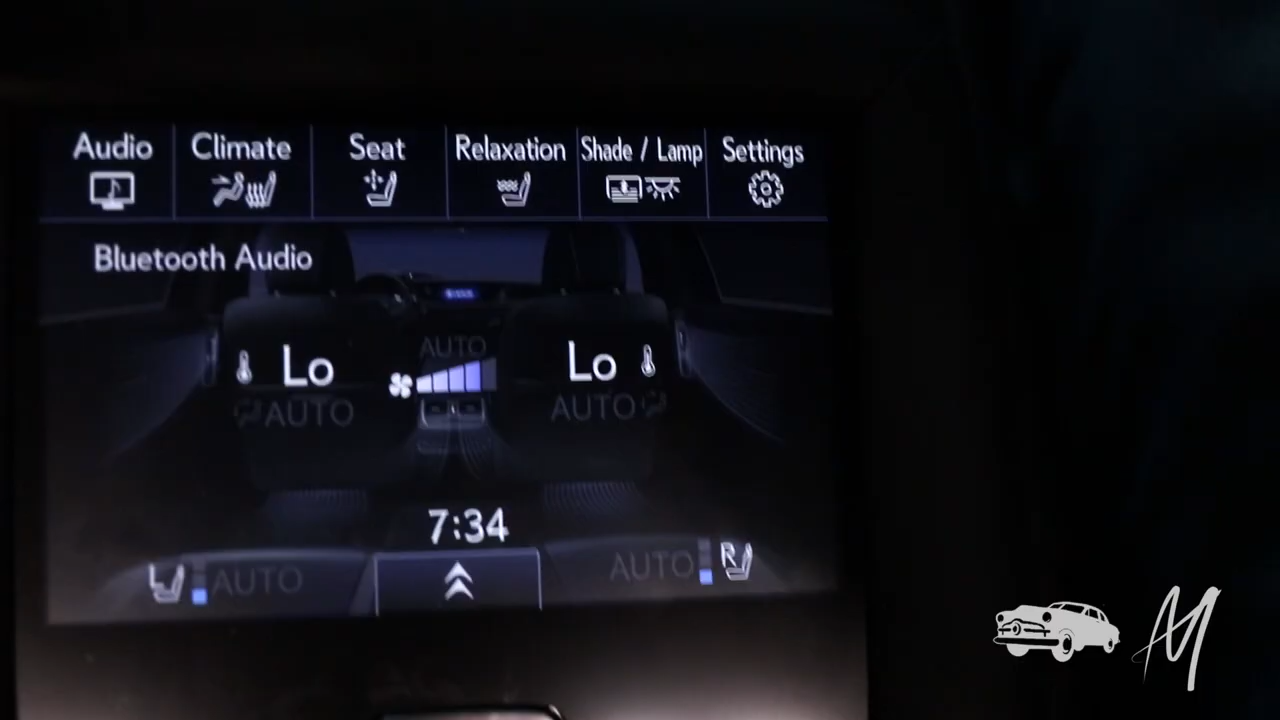 Audio Climate Seat Relaxation Shade / Lamp Settings
Bluetooth Audio
AUTO
Lo Lo
AUTO AUTO
7:34
L AUTO AUTO R